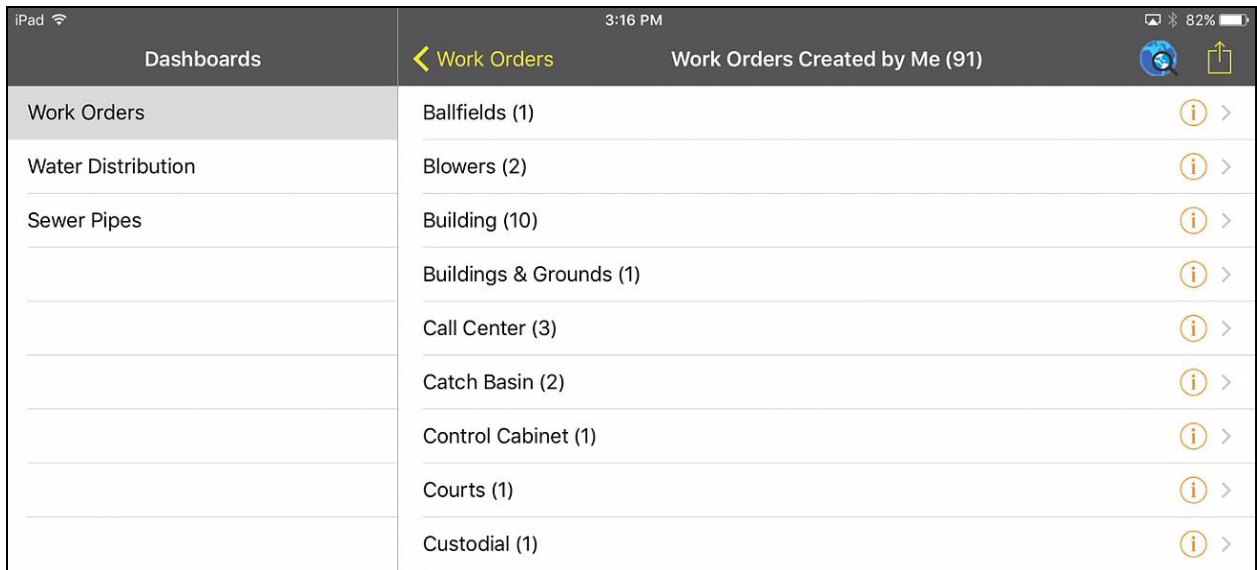 iPad 3:16 PM 82%
Dashboards
Work Orders
Water Distribution
Sewer Pipes
Work Orders Work Orders Created by Me (91)
Ballfields (1)
Blowers (2)
Building (10)
Buildings & Grounds (1)
Call Center (3)
Catch Basin (2)
Control Cabinet (1)
Courts (1)
Custodial (1)